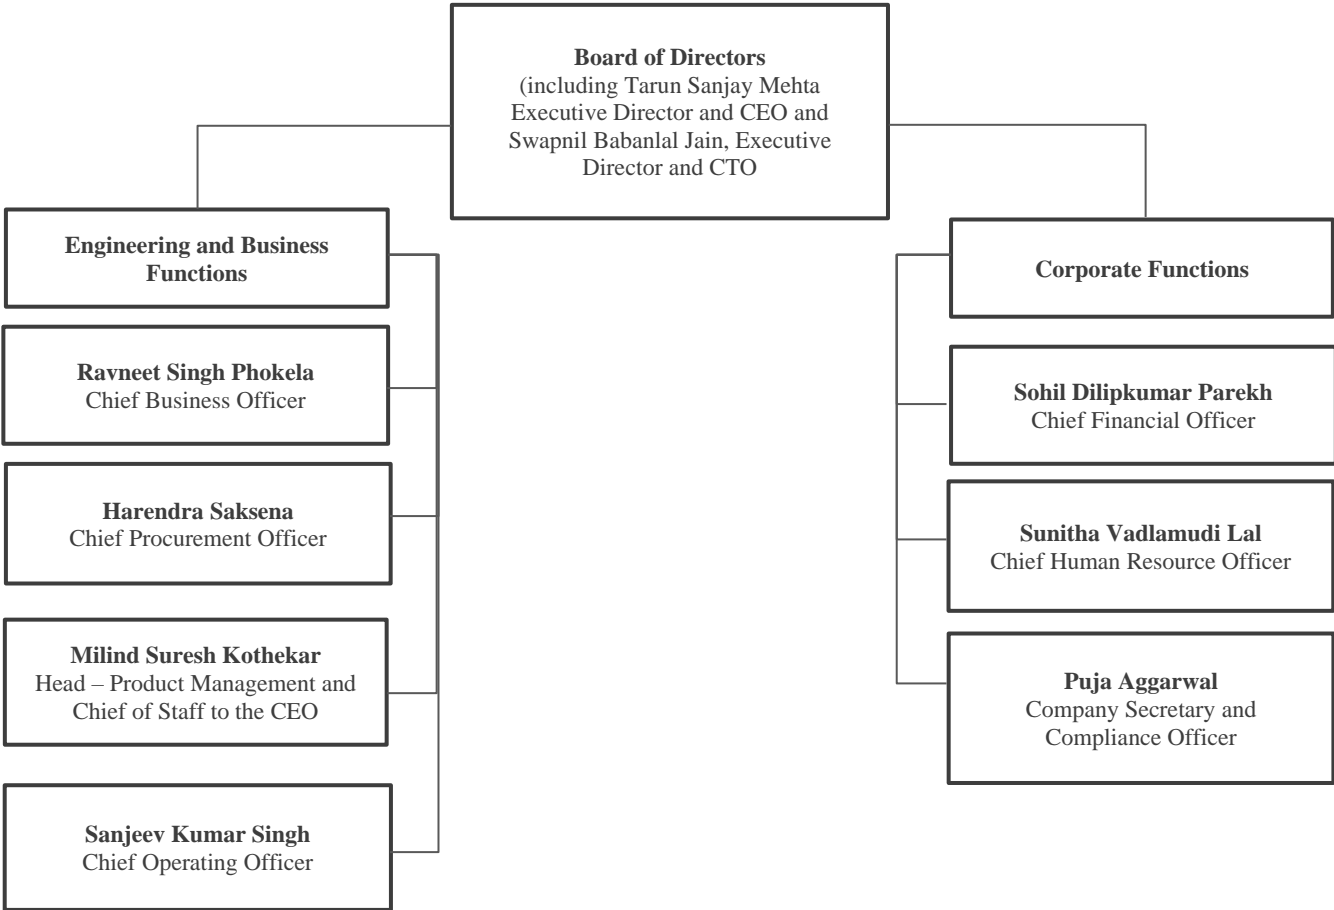 Board of Directors
(including Tarun Sanjay Mehta
Executive Director and CEO and
Swapnil Babanlal Jain, Executive
Director and CTO
Engineering and Business
Functions
Ravneet Singh Phokela
Chief Business Officer
Harendra Saksena
Chief Procurement Officer
Milind Suresh Kothekar
Head – Product Management and
Chief of Staff to the CEO
Sanjeev Kumar Singh
Chief Operating Officer
Corporate Functions
Sohil Dilipkumar Parekh
Chief Financial Officer
Sunitha Vadlamudi Lal
Chief Human Resource Officer
Puja Aggarwal
Company Secretary and
Compliance Officer